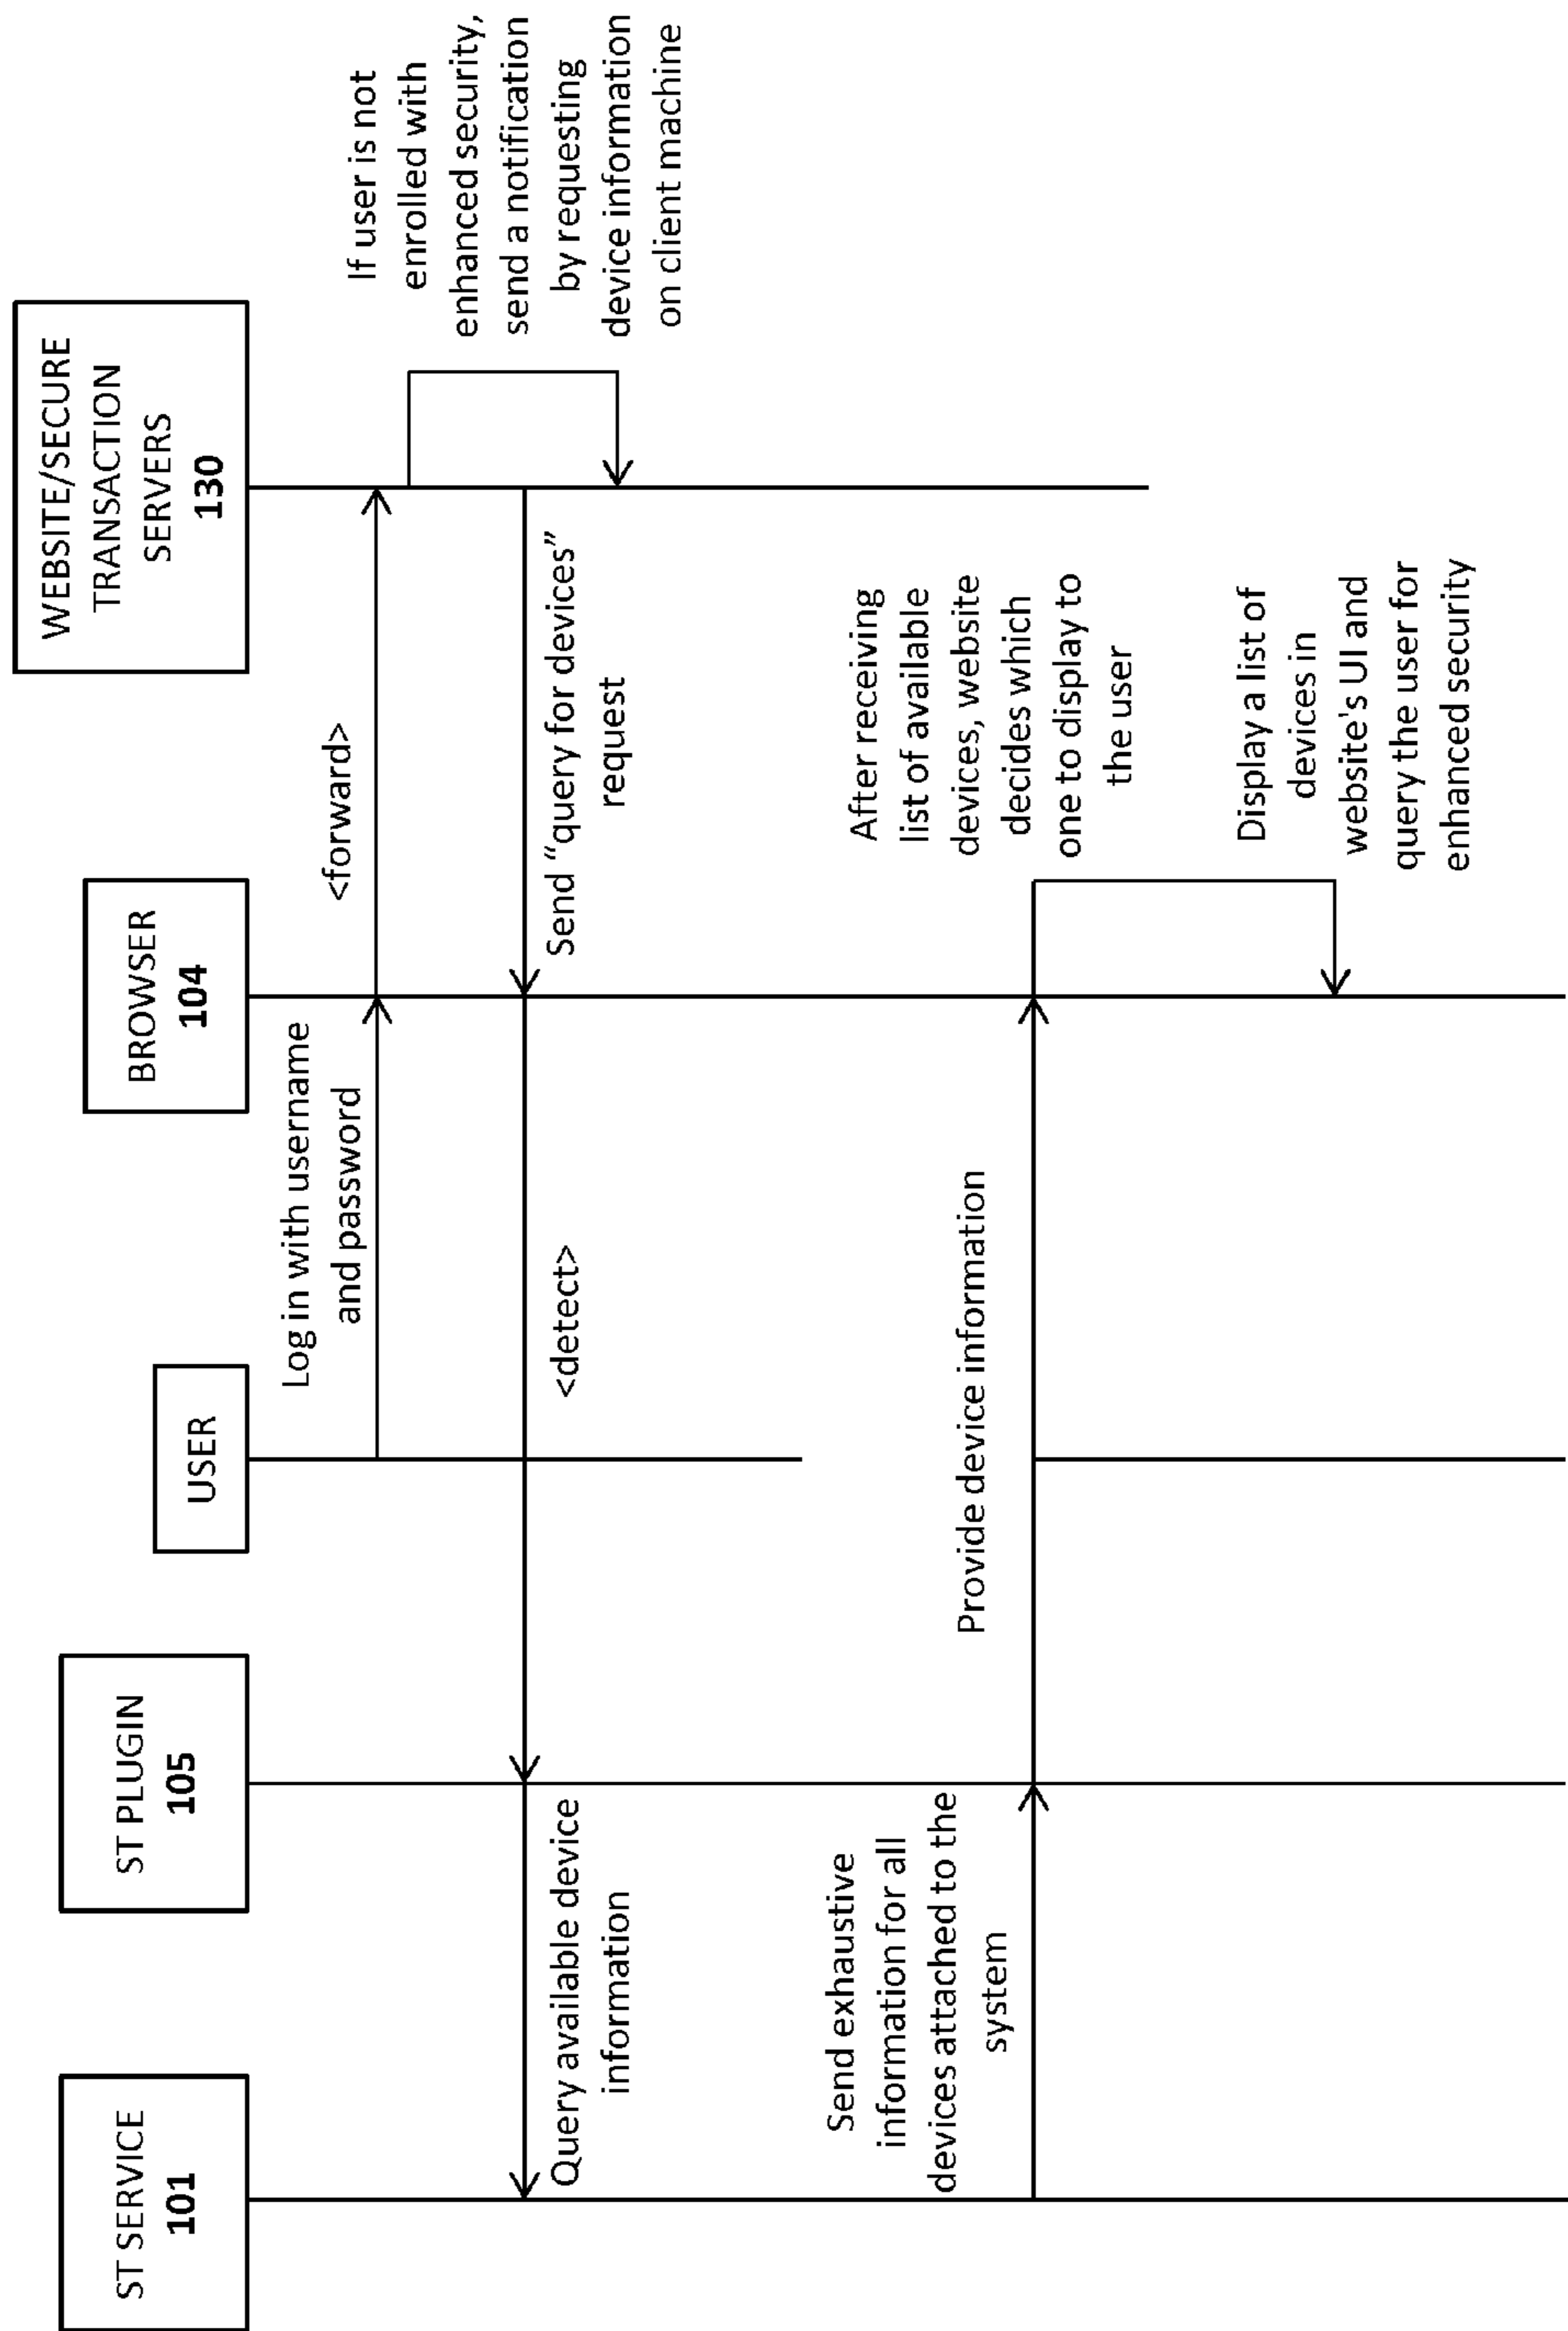 ST SERVICE
101
ST PLUGIN
105
USER
BROWSER
104
WEBSITE/SECURE
TRANSACTION
SERVERS
130
Log in with username
and password
<forward>
If user is not
enrolled with
enhanced security,
send a notification
by requesting
device information
on client machine
Query available device
information
<detect>
Send “query for devices”
request
Send exhaustive
information for all
devices attached to the
system
Provide device information
After receiving
list of available
devices, website
decides which
one to display to
the user
Display a list of
devices in
website's UI and
query the user for
enhanced security